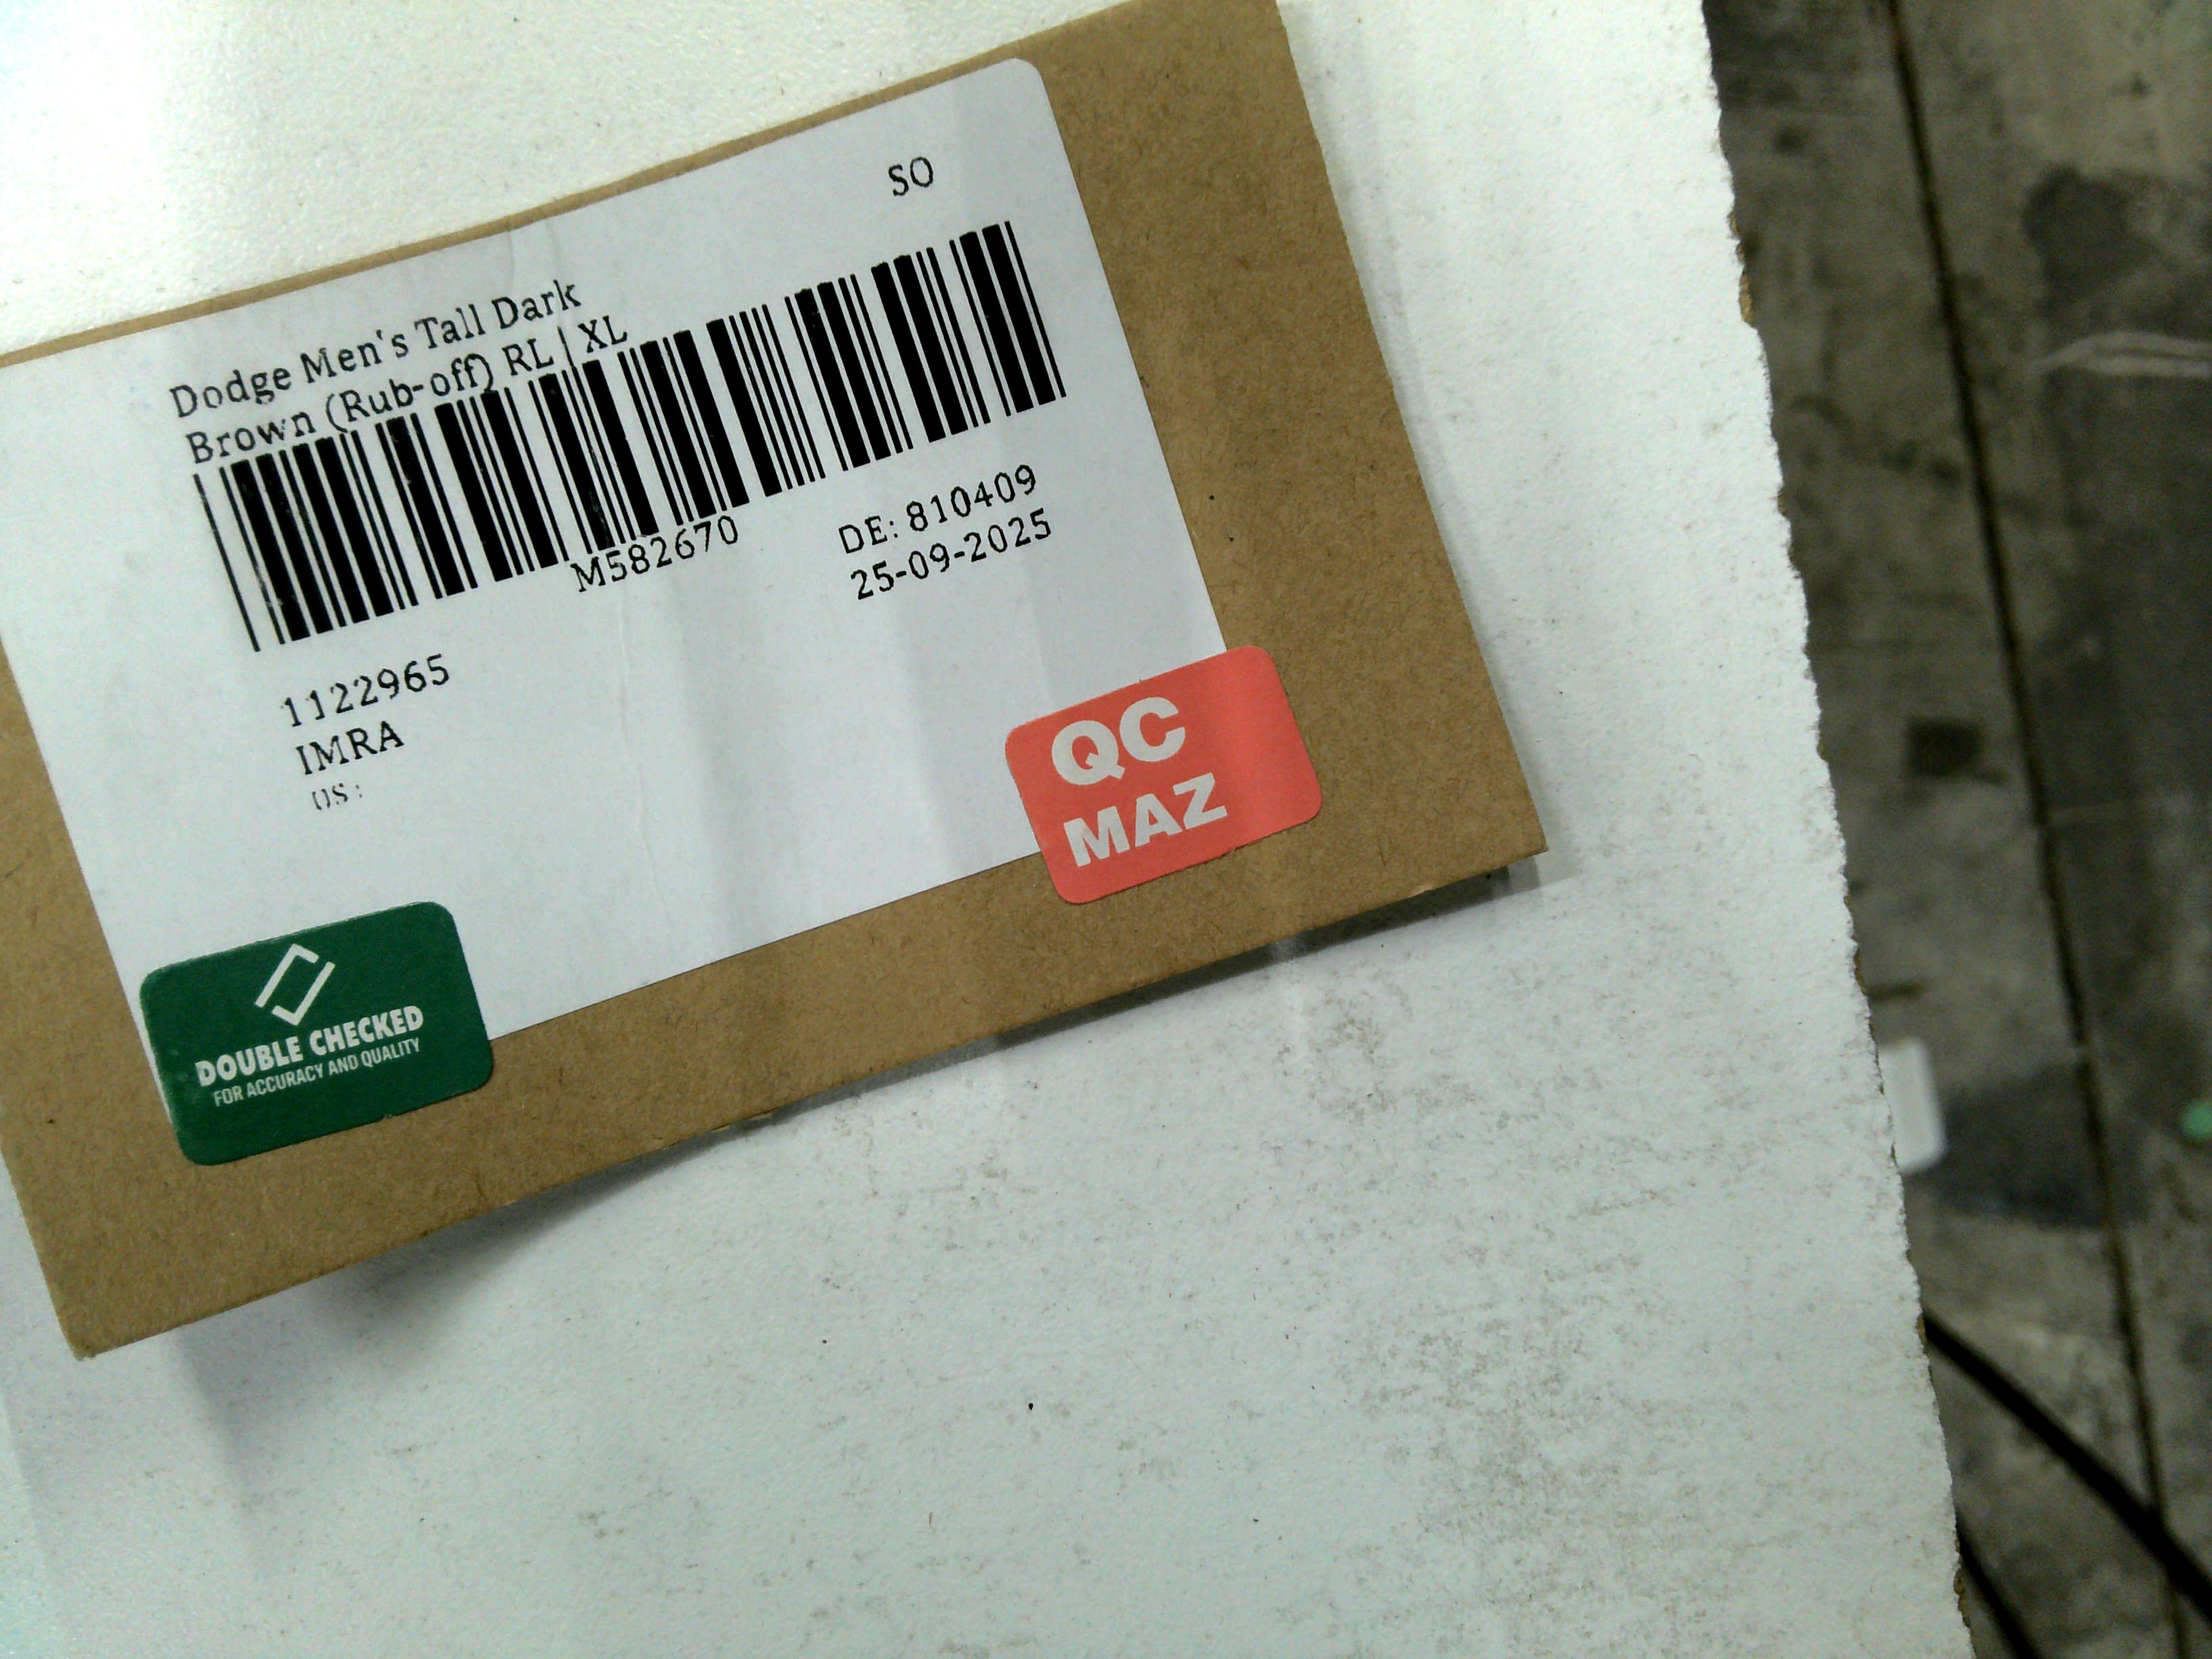 SO
Dodge Men's Tall Dark
Brown (Rub-off) RL | XL
M582670
DE: 810409
25-09-2025
1122965
IMRA
US:
QC
MAZ
DOUBLE CHECKED
FOR ACCURACY AND QUALITY